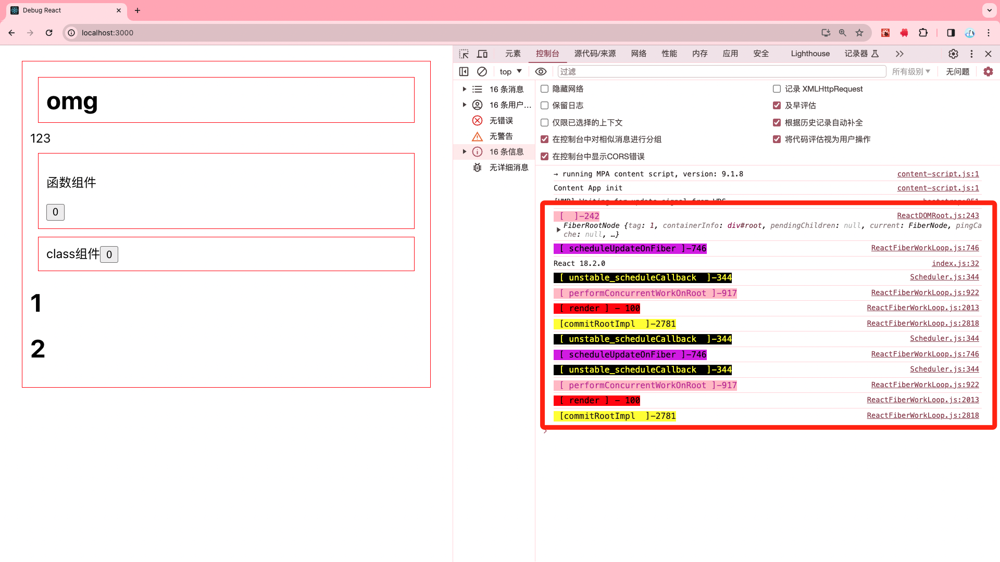 Debug React
localhost:3000
omg
123
函数组件
0
class组件 0
1
2
元素 控制台 源代码/来源 网络 性能 内存 应用 安全 Lighthouse 记录器
top 过滤 所有级别 无问题
16 条消息
16 条用户…
无错误
无警告
16 条信息
无详细消息
隐藏网络 记录 XMLHttpRequest
保留日志 及早评估
仅限已选择的上下文 根据历史记录自动补全
在控制台中对相似消息进行分组 将代码评估视为用户操作
在控制台中显示CORS错误
→ running MPA content script, version: 9.1.8 content-script.js:1
Content App init content-script.js:1
[HMR] Waiting for update signal from WDS... bootstrap:851
[  ]-242 ReactDOMRoot.js:243
FiberRootNode {tag: 1, containerInfo: div#root, pendingChildren: null, current: FiberNode, pingCa
che: null, …}
[ scheduleUpdateOnFiber ]-746 ReactFiberWorkLoop.js:746
React 18.2.0 index.js:32
[ unstable_scheduleCallback  ]-344 Scheduler.js:344
[ performConcurrentWorkOnRoot ]-917 ReactFiberWorkLoop.js:922
[ render ] - 100 ReactFiberWorkLoop.js:2013
[commitRootImpl  ]-2781 ReactFiberWorkLoop.js:2818
[ unstable_scheduleCallback  ]-344 Scheduler.js:344
[ scheduleUpdateOnFiber ]-746 ReactFiberWorkLoop.js:746
[ unstable_scheduleCallback  ]-344 Scheduler.js:344
[ performConcurrentWorkOnRoot ]-917 ReactFiberWorkLoop.js:922
[ render ] - 100 ReactFiberWorkLoop.js:2013
[commitRootImpl  ]-2781 ReactFiberWorkLoop.js:2818